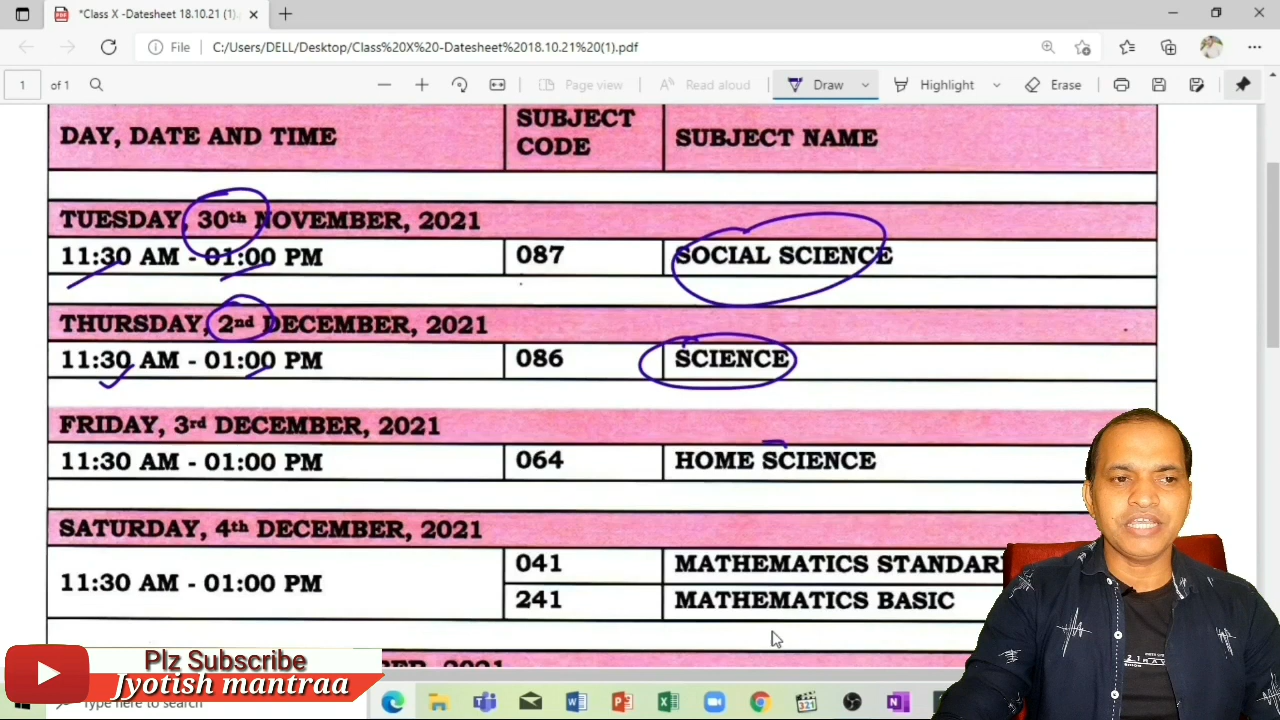 *Class X -Datesheet 18.10.21 (1).
File C:/Users/DELL/Desktop/Class%20X%20-Datesheet%2018.10.21%20(1).pdf
1 of 1 Page view Read aloud Draw Highlight Erase
DAY, DATE AND TIME SUBJECT CODE SUBJECT NAME
TUESDAY, 30th NOVEMBER, 2021
11:30 AM - 01:00 PM 087 SOCIAL SCIENCE
THURSDAY, 2nd DECEMBER, 2021
11:30 AM - 01:00 PM 086 SCIENCE
FRIDAY, 3rd DECEMBER, 2021
11:30 AM - 01:00 PM 064 HOME SCIENCE
SATURDAY, 4th DECEMBER, 2021
11:30 AM - 01:00 PM 041 MATHEMATICS STANDAR
241 MATHEMATICS BASIC
2021
Plz Subscribe
Jyotish mantraa
Type here to search
321